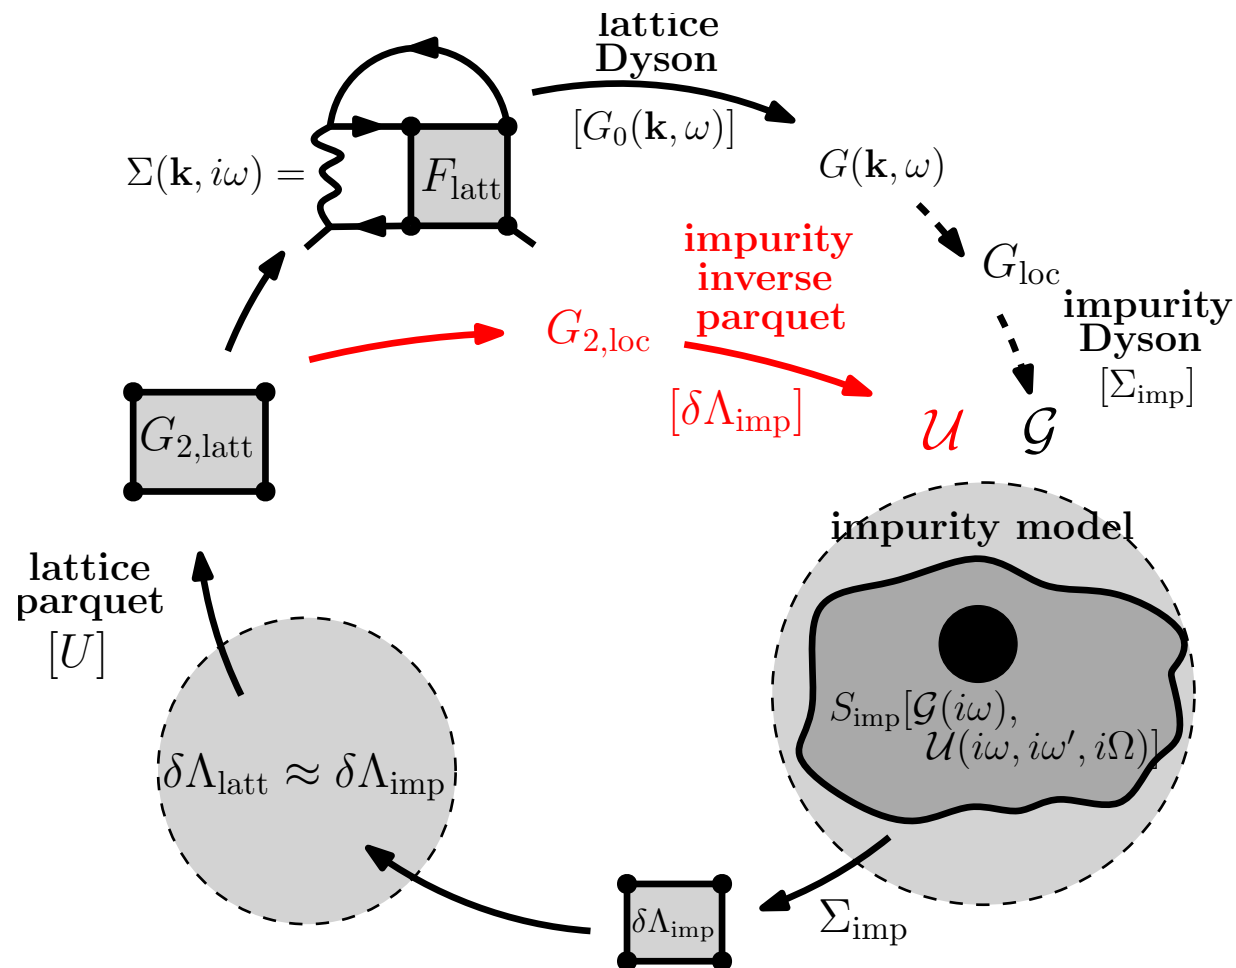 lattice
Dyson
[G₀(𝐤, ω)]
Σ(𝐤, iω) =
F_latt
G(𝐤, ω)
G_loc
impurity
Dyson
[Σ_imp]
impurity
inverse
parquet
G_2,loc
[δΛ_imp]
𝒰 𝒢
G_2,latt
lattice
parquet
[U]
impurity model
S_imp[𝒢(iω),
𝒰(iω, iω′, iΩ)]
δΛ_latt ≈ δΛ_imp
δΛ_imp
Σ_imp